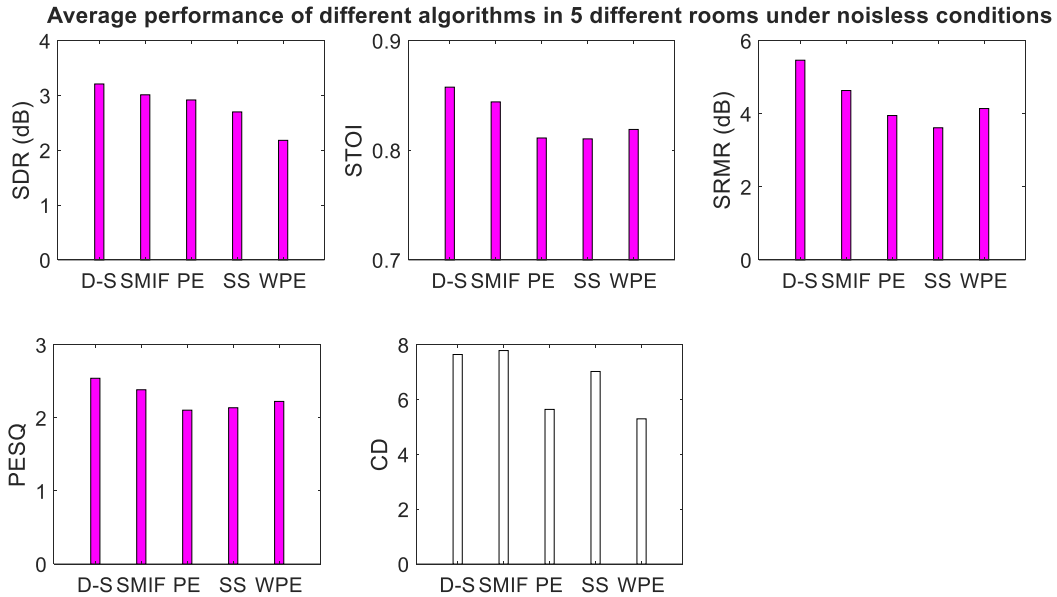 Average performance of different algorithms in 5 different rooms under noisless conditions
SDR (dB)
4
3
2
1
0
D-S SMIF PE SS WPE
STOI
0.9
0.8
0.7
D-S SMIF PE SS WPE
SRMR (dB)
6
4
2
0
D-S SMIF PE SS WPE
PESQ
3
2
1
0
D-S SMIF PE SS WPE
CD
8
6
4
2
0
D-S SMIF PE SS WPE